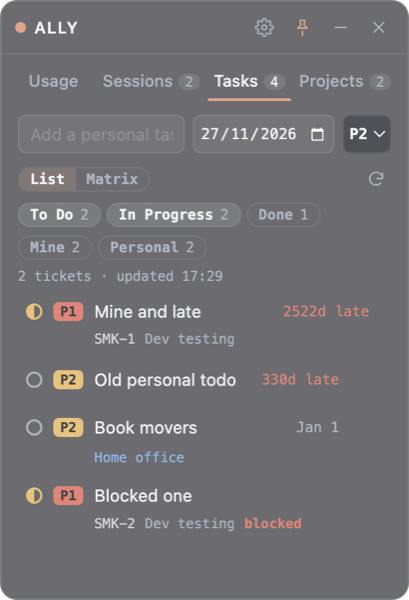 ALLY
Usage Sessions 2 Tasks 4 Projects 2
Add a personal tas 27/11/2026 P2
List Matrix
To Do 2 In Progress 2 Done 1
Mine 2 Personal 2
2 tickets · updated 17:29
P1 Mine and late 2522d late
SMK-1 Dev testing
P2 Old personal todo 330d late
P2 Book movers Jan 1
Home office
P1 Blocked one
SMK-2 Dev testing blocked